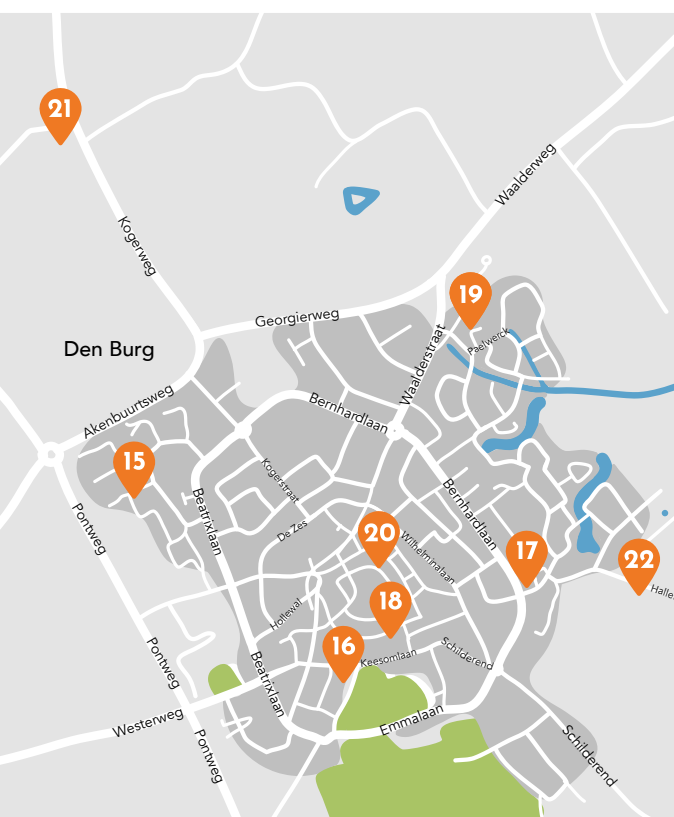 21
Waalderweg
Kogerweg
19
Georgierweg
Paelwerck
Den Burg
Waalderstraat
Akenbuurtsweg
Bernhardlaan
15
Kogerstraat
Beatrixlaan
Bernhardlaan
Pontweg
De Zes
20
Wilhelminalaan
17
22
Halle
18
Hollewal
16
Keesomlaan
Schilderend
Pontweg
Beatrixlaan
Westerweg
Emmalaan
Pontweg
Schilderend